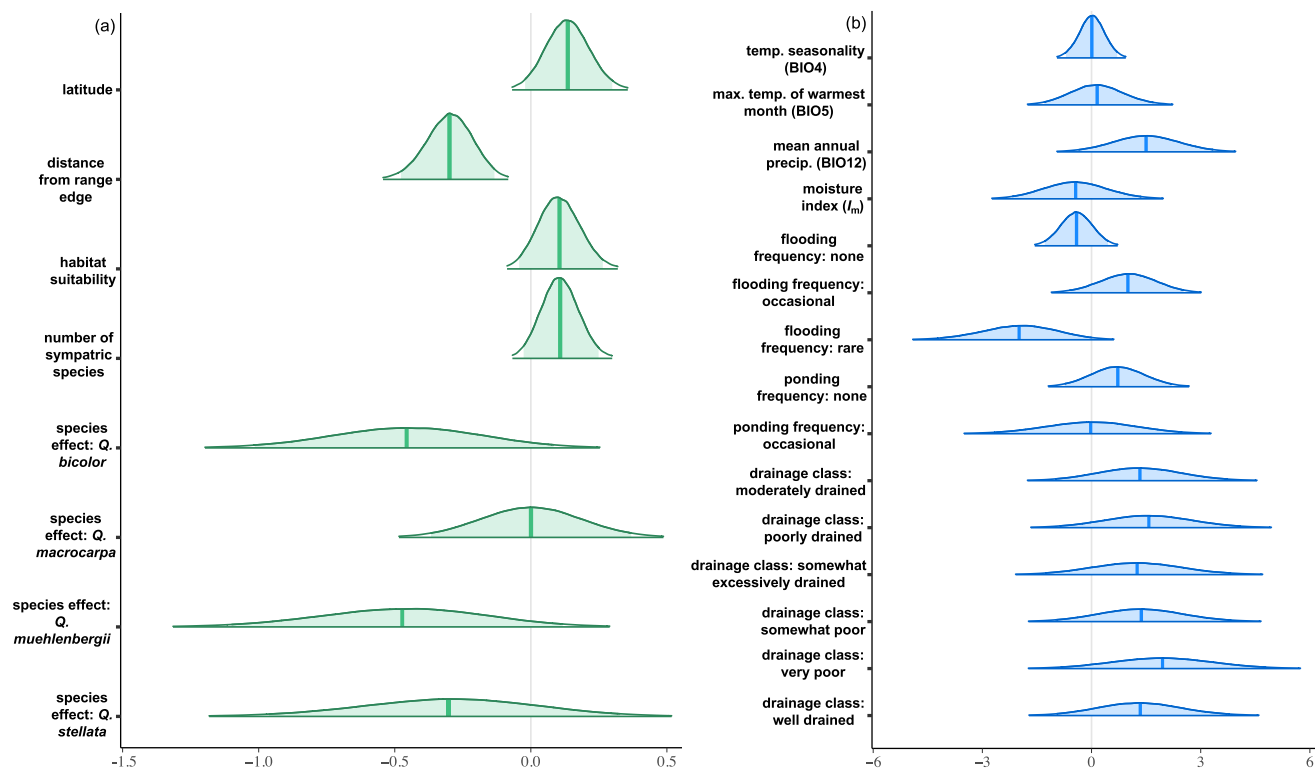 (a)
latitude
distance
from range
edge
habitat
suitability
number of
sympatric
species
species
effect: Q.
bicolor
species
effect: Q.
macrocarpa
species effect:
Q.
muehlenbergii
species
effect: Q.
stellata
−1.5 −1.0 −0.5 0.0 0.5
(b)
temp. seasonality
(BIO4)
max. temp. of warmest
month (BIO5)
mean annual
precip. (BIO12)
moisture
index (Im)
flooding
frequency: none
flooding frequency:
occasional
flooding
frequency: rare
ponding
frequency: none
ponding frequency:
occasional
drainage class:
moderately drained
drainage class:
poorly drained
drainage class: somewhat
excessively drained
drainage class:
somewhat poor
drainage class:
very poor
drainage class:
well drained
−6 −3 0 3 6